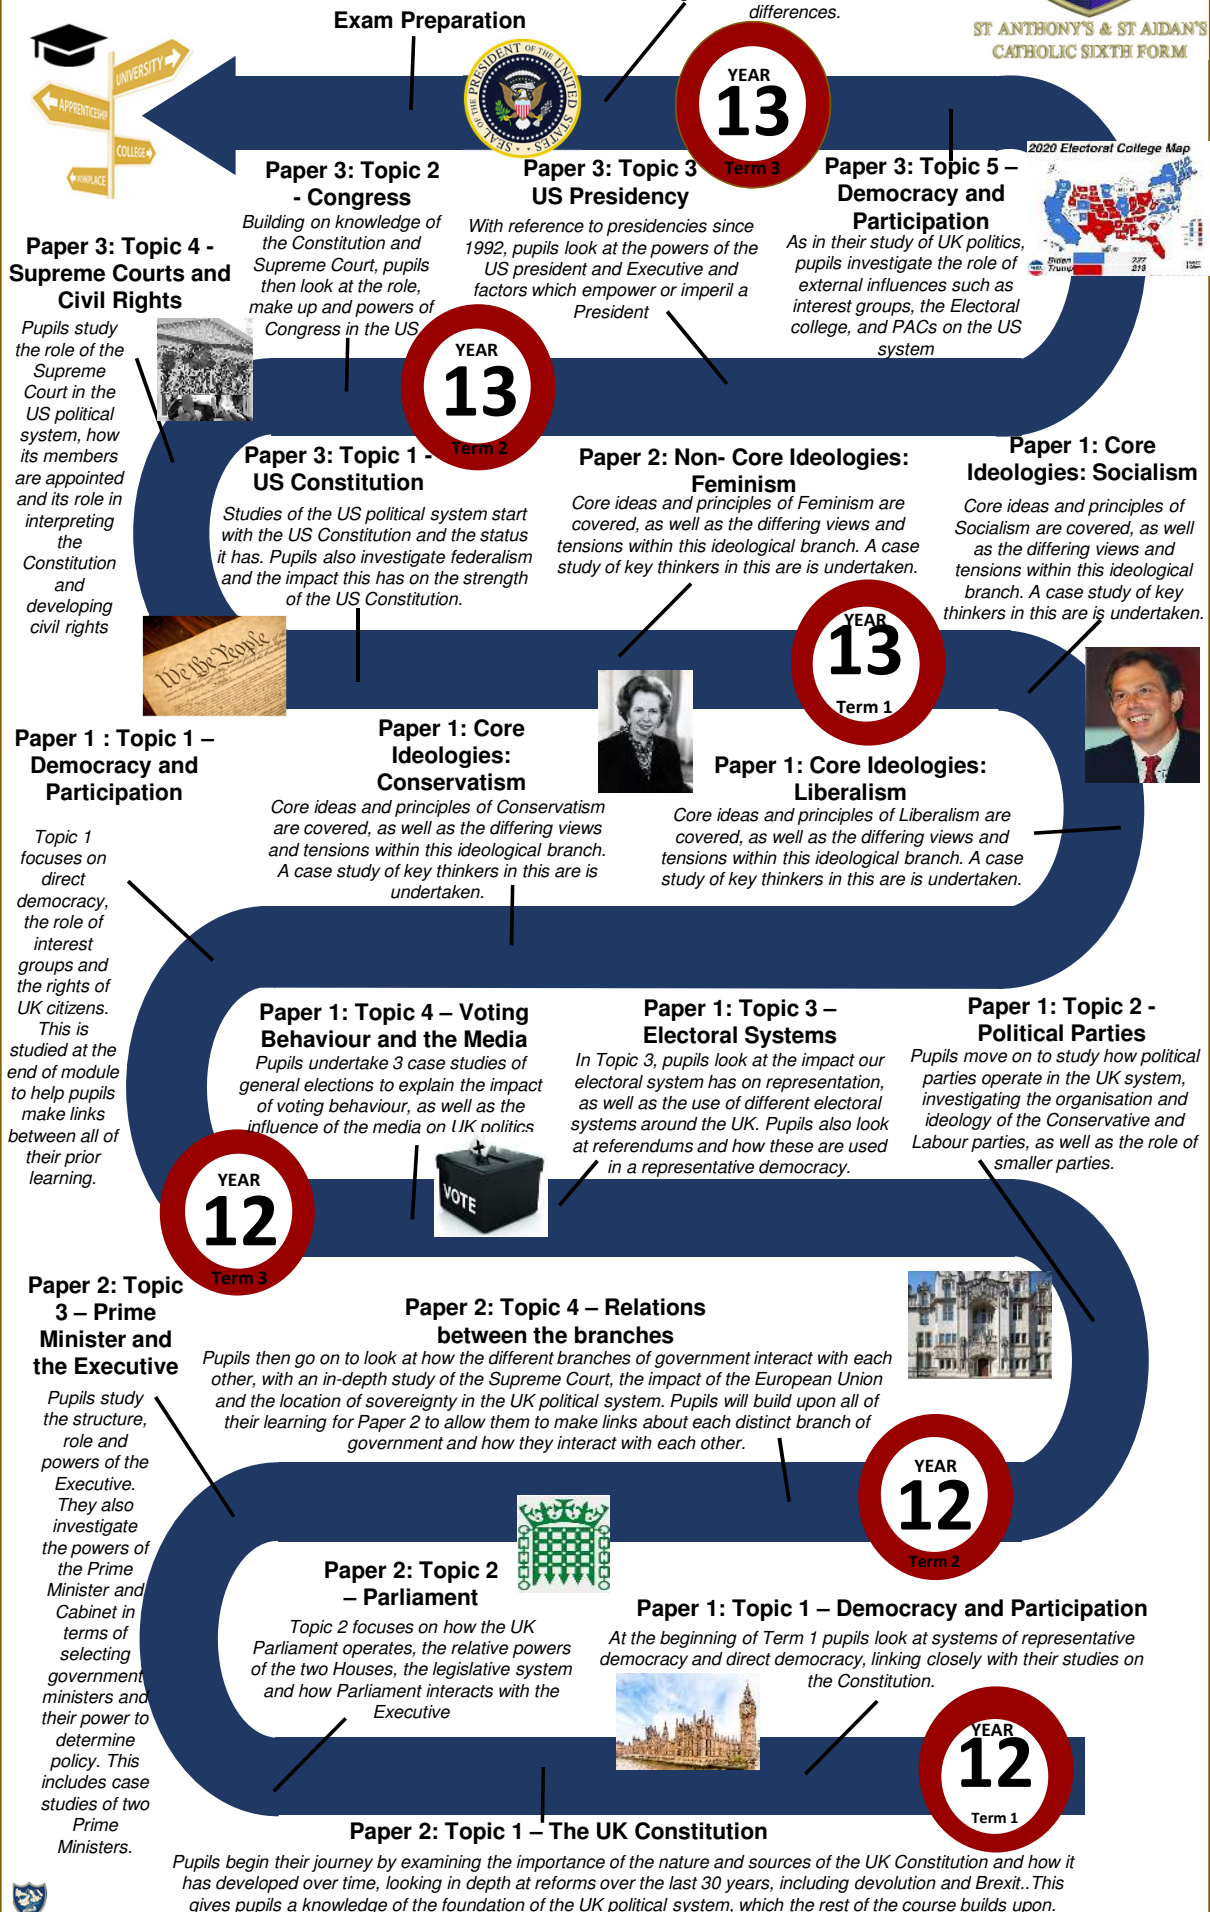 Exam Preparation
differences.
ST ANTHONY'S & ST AIDAN'S
CATHOLIC SIXTH FORM
UNIVERSITY
APPRENTICESHIP
COLLEGE
WORKPLACE
SEAL OF THE PRESIDENT OF THE UNITED STATES
YEAR
13
Term 3
2020 Electoral College Map
Biden 227
Trump 213
Paper 3: Topic 2
- Congress
Building on knowledge of
the Constitution and
Supreme Court, pupils
then look at the role,
make up and powers of
Congress in the US
Paper 3: Topic 3
US Presidency
With reference to presidencies since
1992, pupils look at the powers of the
US president and Executive and
factors which empower or imperil a
President
Paper 3: Topic 5 –
Democracy and
Participation
As in their study of UK politics,
pupils investigate the role of
external influences such as
interest groups, the Electoral
college, and PACs on the US
system
Paper 3: Topic 4 -
Supreme Courts and
Civil Rights
Pupils study
the role of the
Supreme
Court in the
US political
system, how
its members
are appointed
and its role in
interpreting
the
Constitution
and
developing
civil rights
YEAR
13
Term 2
Paper 3: Topic 1 -
US Constitution
Studies of the US political system start
with the US Constitution and the status
it has. Pupils also investigate federalism
and the impact this has on the strength
of the US Constitution.
Paper 2: Non- Core Ideologies:
Feminism
Core ideas and principles of Feminism are
covered, as well as the differing views and
tensions within this ideological branch. A case
study of key thinkers in this are is undertaken.
Paper 1: Core
Ideologies: Socialism
Core ideas and principles of
Socialism are covered, as well
as the differing views and
tensions within this ideological
branch. A case study of key
thinkers in this are is undertaken.
We the People
YEAR
13
Term 1
Paper 1 : Topic 1 –
Democracy and
Participation
Topic 1
focuses on
direct
democracy,
the role of
interest
groups and
the rights of
UK citizens.
This is
studied at the
end of module
to help pupils
make links
between all of
their prior
learning.
Paper 1: Core
Ideologies:
Conservatism
Core ideas and principles of Conservatism
are covered, as well as the differing views
and tensions within this ideological branch.
A case study of key thinkers in this are is
undertaken.
Paper 1: Core Ideologies:
Liberalism
Core ideas and principles of Liberalism are
covered, as well as the differing views and
tensions within this ideological branch. A case
study of key thinkers in this are is undertaken.
Paper 1: Topic 4 – Voting
Behaviour and the Media
Pupils undertake 3 case studies of
general elections to explain the impact
of voting behaviour, as well as the
influence of the media on UK politics
Paper 1: Topic 3 –
Electoral Systems
In Topic 3, pupils look at the impact our
electoral system has on representation,
as well as the use of different electoral
systems around the UK. Pupils also look
at referendums and how these are used
in a representative democracy.
Paper 1: Topic 2 -
Political Parties
Pupils move on to study how political
parties operate in the UK system,
investigating the organisation and
ideology of the Conservative and
Labour parties, as well as the role of
smaller parties.
VOTE
YEAR
12
Term 3
Paper 2: Topic
3 – Prime
Minister and
the Executive
Pupils study
the structure,
role and
powers of the
Executive.
They also
investigate
the powers of
the Prime
Minister and
Cabinet in
terms of
selecting
government
ministers and
their power to
determine
policy. This
includes case
studies of two
Prime
Ministers.
Paper 2: Topic 4 – Relations
between the branches
Pupils then go on to look at how the different branches of government interact with each
other, with an in-depth study of the Supreme Court, the impact of the European Union
and the location of sovereignty in the UK political system. Pupils will build upon all of
their learning for Paper 2 to allow them to make links about each distinct branch of
government and how they interact with each other.
YEAR
12
Term 2
Paper 2: Topic 2
– Parliament
Topic 2 focuses on how the UK
Parliament operates, the relative powers
of the two Houses, the legislative system
and how Parliament interacts with the
Executive
Paper 1: Topic 1 – Democracy and Participation
At the beginning of Term 1 pupils look at systems of representative
democracy and direct democracy, linking closely with their studies on
the Constitution.
YEAR
12
Term 1
Paper 2: Topic 1 – The UK Constitution
Pupils begin their journey by examining the importance of the nature and sources of the UK Constitution and how it
has developed over time, looking in depth at reforms over the last 30 years, including devolution and Brexit..This
gives pupils a knowledge of the foundation of the UK political system, which the rest of the course builds upon.